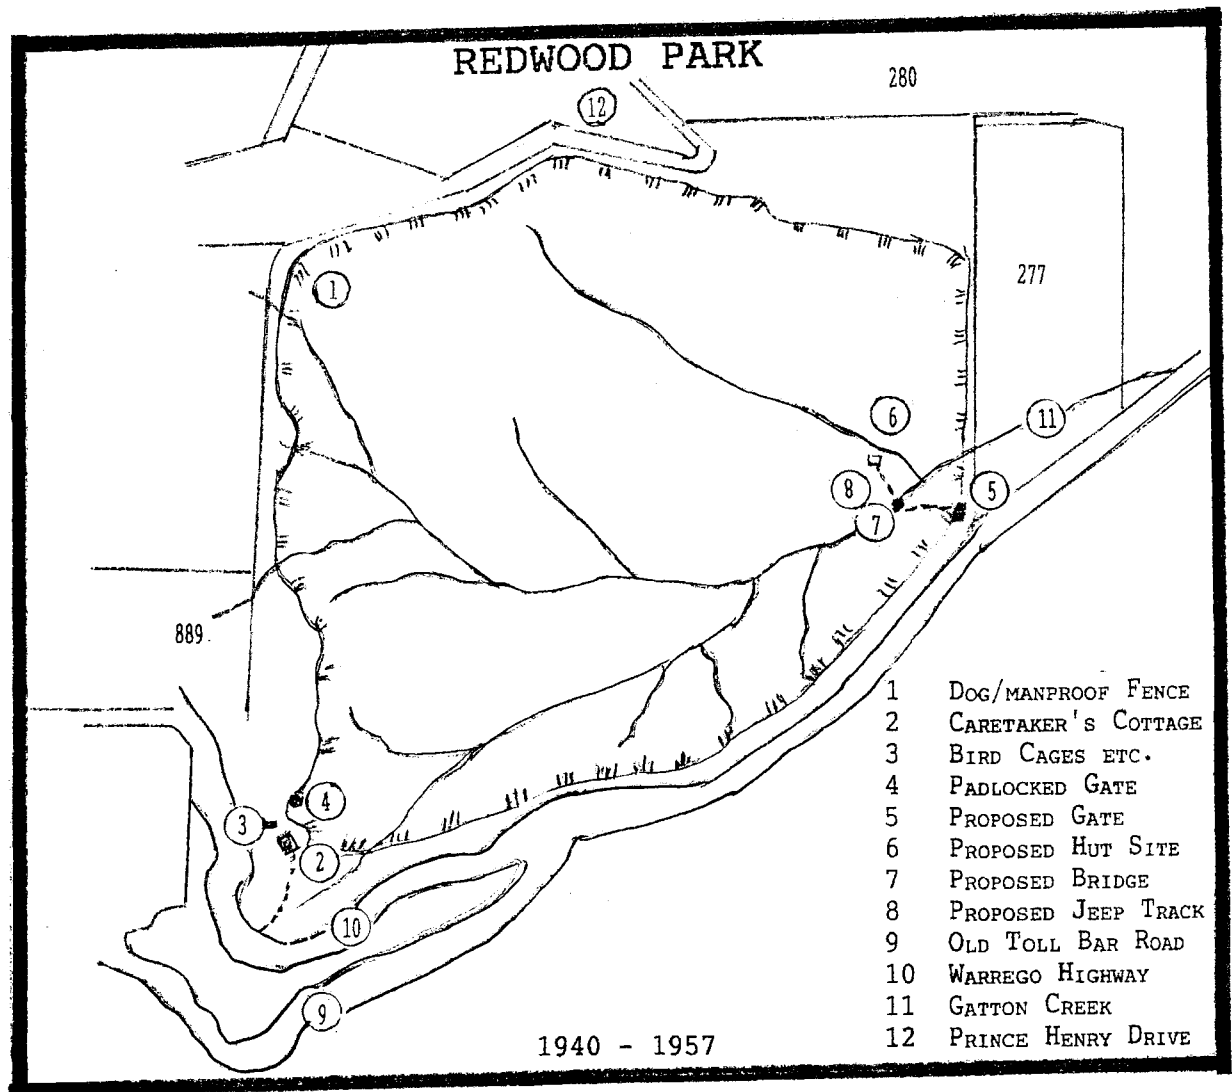 REDWOOD PARK
280
12
277
1
6
11
8
5
7
889.
4
3
2
10
9
1 DOG/MANPROOF FENCE
2 CARETAKER'S COTTAGE
3 BIRD CAGES ETC.
4 PADLOCKED GATE
5 PROPOSED GATE
6 PROPOSED HUT SITE
7 PROPOSED BRIDGE
8 PROPOSED JEEP TRACK
9 OLD TOLL BAR ROAD
10 WARREGO HIGHWAY
11 GATTON CREEK
12 PRINCE HENRY DRIVE
1940 - 1957